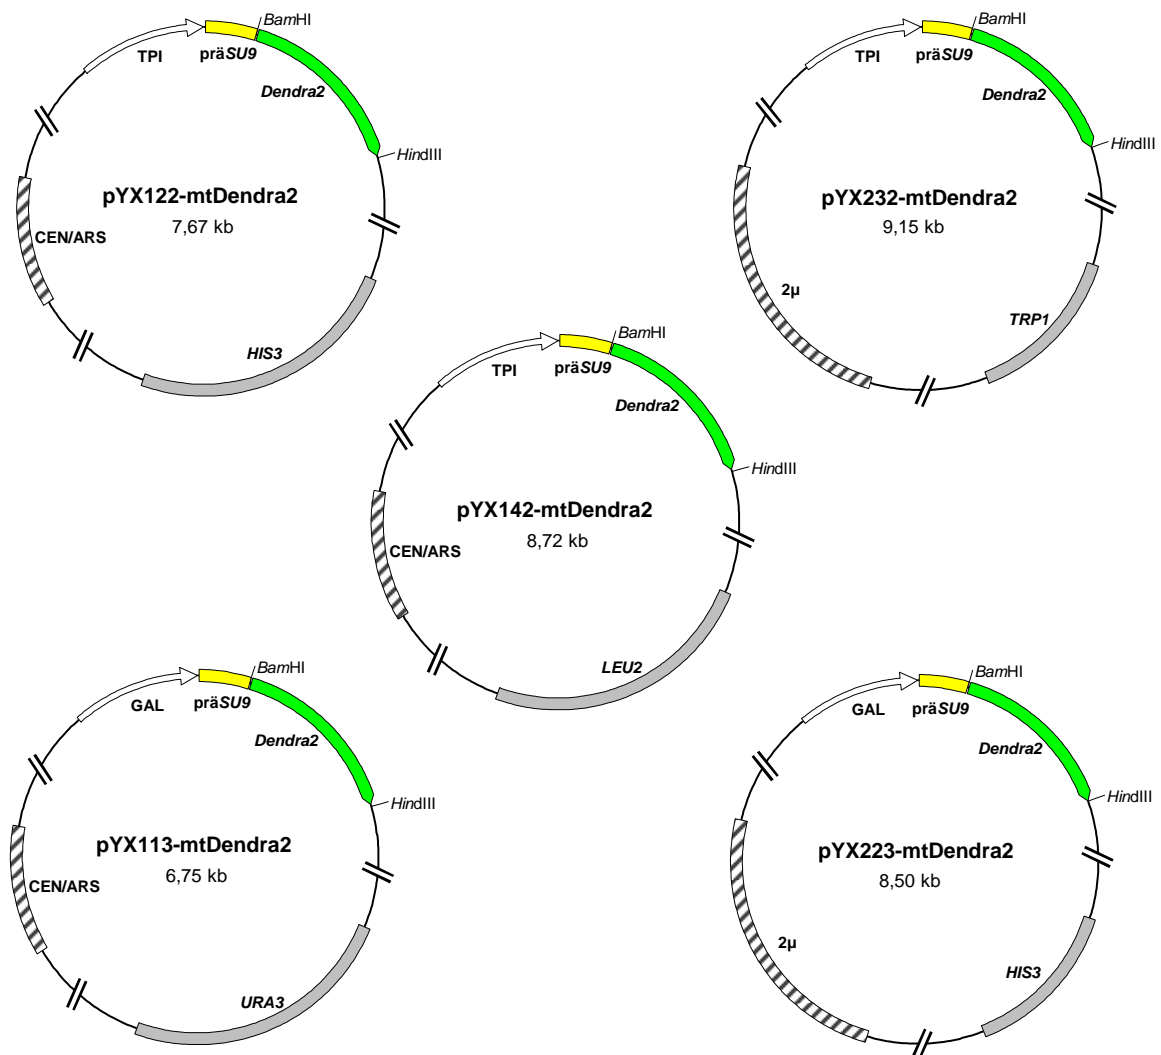 BamHI
TPI
präSU9
Dendra2
HindIII
pYX122-mtDendra2
7,67 kb
CEN/ARS
HIS3
BamHI
TPI
präSU9
Dendra2
HindIII
pYX232-mtDendra2
9,15 kb
2µ
TRP1
BamHI
TPI
präSU9
Dendra2
HindIII
pYX142-mtDendra2
8,72 kb
CEN/ARS
LEU2
BamHI
GAL
präSU9
Dendra2
HindIII
pYX113-mtDendra2
6,75 kb
CEN/ARS
URA3
BamHI
GAL
präSU9
Dendra2
HindIII
pYX223-mtDendra2
8,50 kb
2µ
HIS3